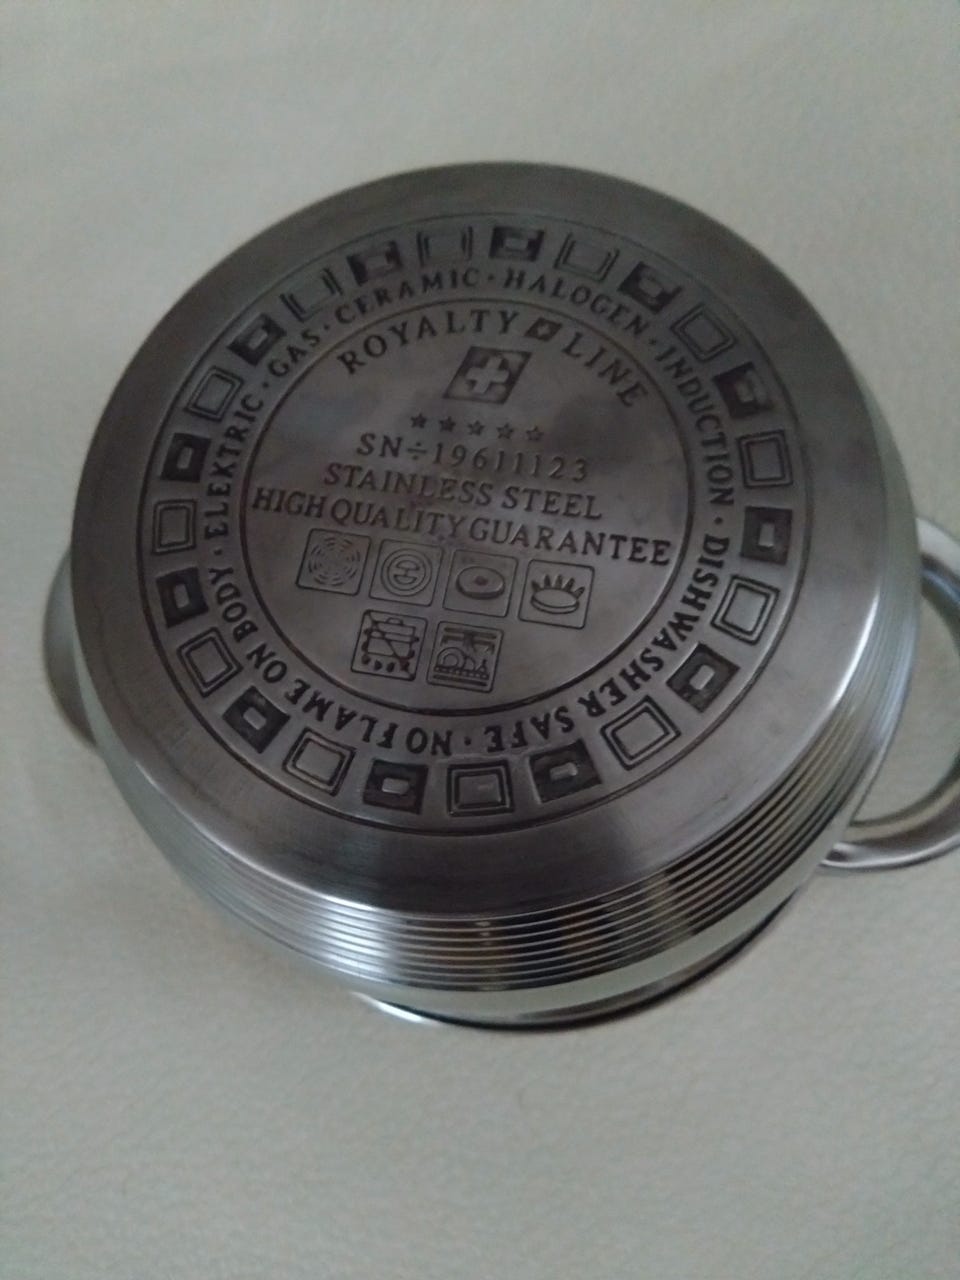 ELEKTRIC · GAS · CERAMIC · HALOGEN · INDUCTION · DISHWASHER SAFE · NO FLAME ON BODY ·
ROYALTY LINE
SN÷19611123
STAINLESS STEEL
HIGH QUALITY GUARANTEE